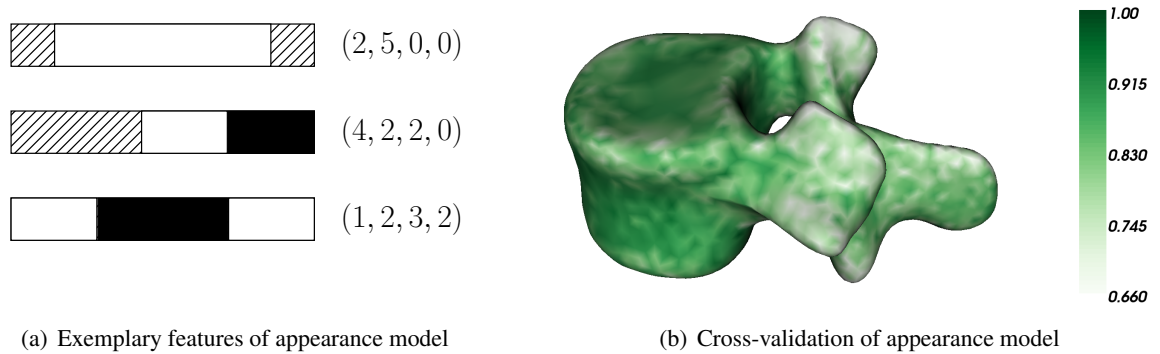 (2, 5, 0, 0)
(4, 2, 2, 0)
(1, 2, 3, 2)
1.00
0.915
0.830
0.745
0.660
(a) Exemplary features of appearance model
(b) Cross-validation of appearance model